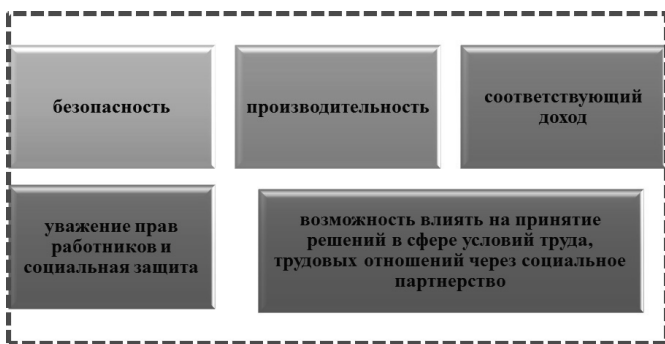 безопасность
производительность
соответствующий
доход
уважение прав
работников и
социальная защита
возможность влиять на принятие
решений в сфере условий труда,
трудовых отношений через социальное
партнерство